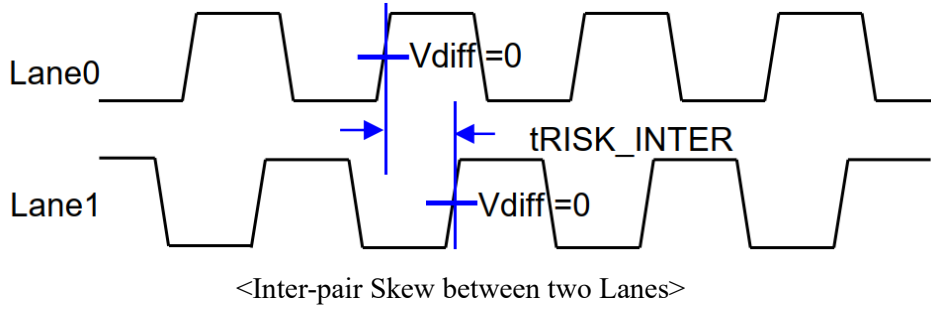 Lane0
Vdiff =0
tRISK_INTER
Lane1
Vdiff =0
<Inter-pair Skew between two Lanes>